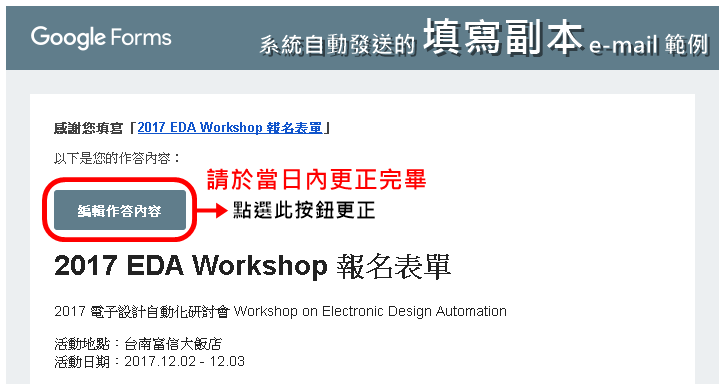 Google Forms
系統自動發送的 填寫副本 e-mail 範例
感謝您填寫「2017 EDA Workshop 報名表單」
以下是您的作答內容：
請於當日內更正完畢
編輯作答內容
點選此按鈕更正
2017 EDA Workshop 報名表單
2017 電子設計自動化研討會 Workshop on Electronic Design Automation
活動地點：台南富信大飯店
活動日期：2017.12.02 - 12.03